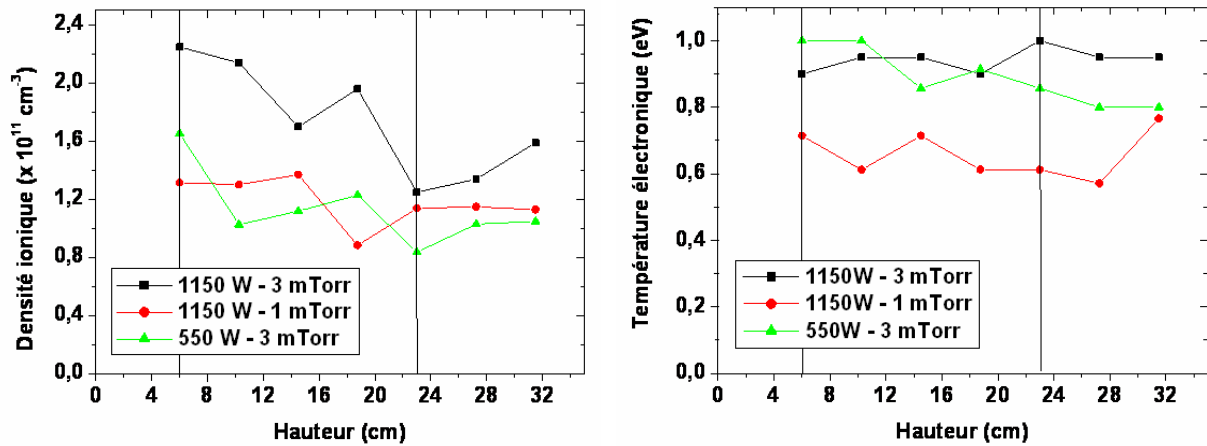 Densité ionique (x 10¹¹ cm⁻³)
2,4
2,0
1,6
1,2
0,8
0,4
0,0
1150 W - 3 mTorr
1150 W - 1 mTorr
550 W - 3 mTorr
0 4 8 12 16 20 24 28 32
Hauteur (cm)
Température électronique (eV)
1,0
0,8
0,6
0,4
0,2
0,0
1150W - 3 mTorr
1150W - 1 mTorr
550W - 3 mTorr
0 4 8 12 16 20 24 28 32
Hauteur (cm)